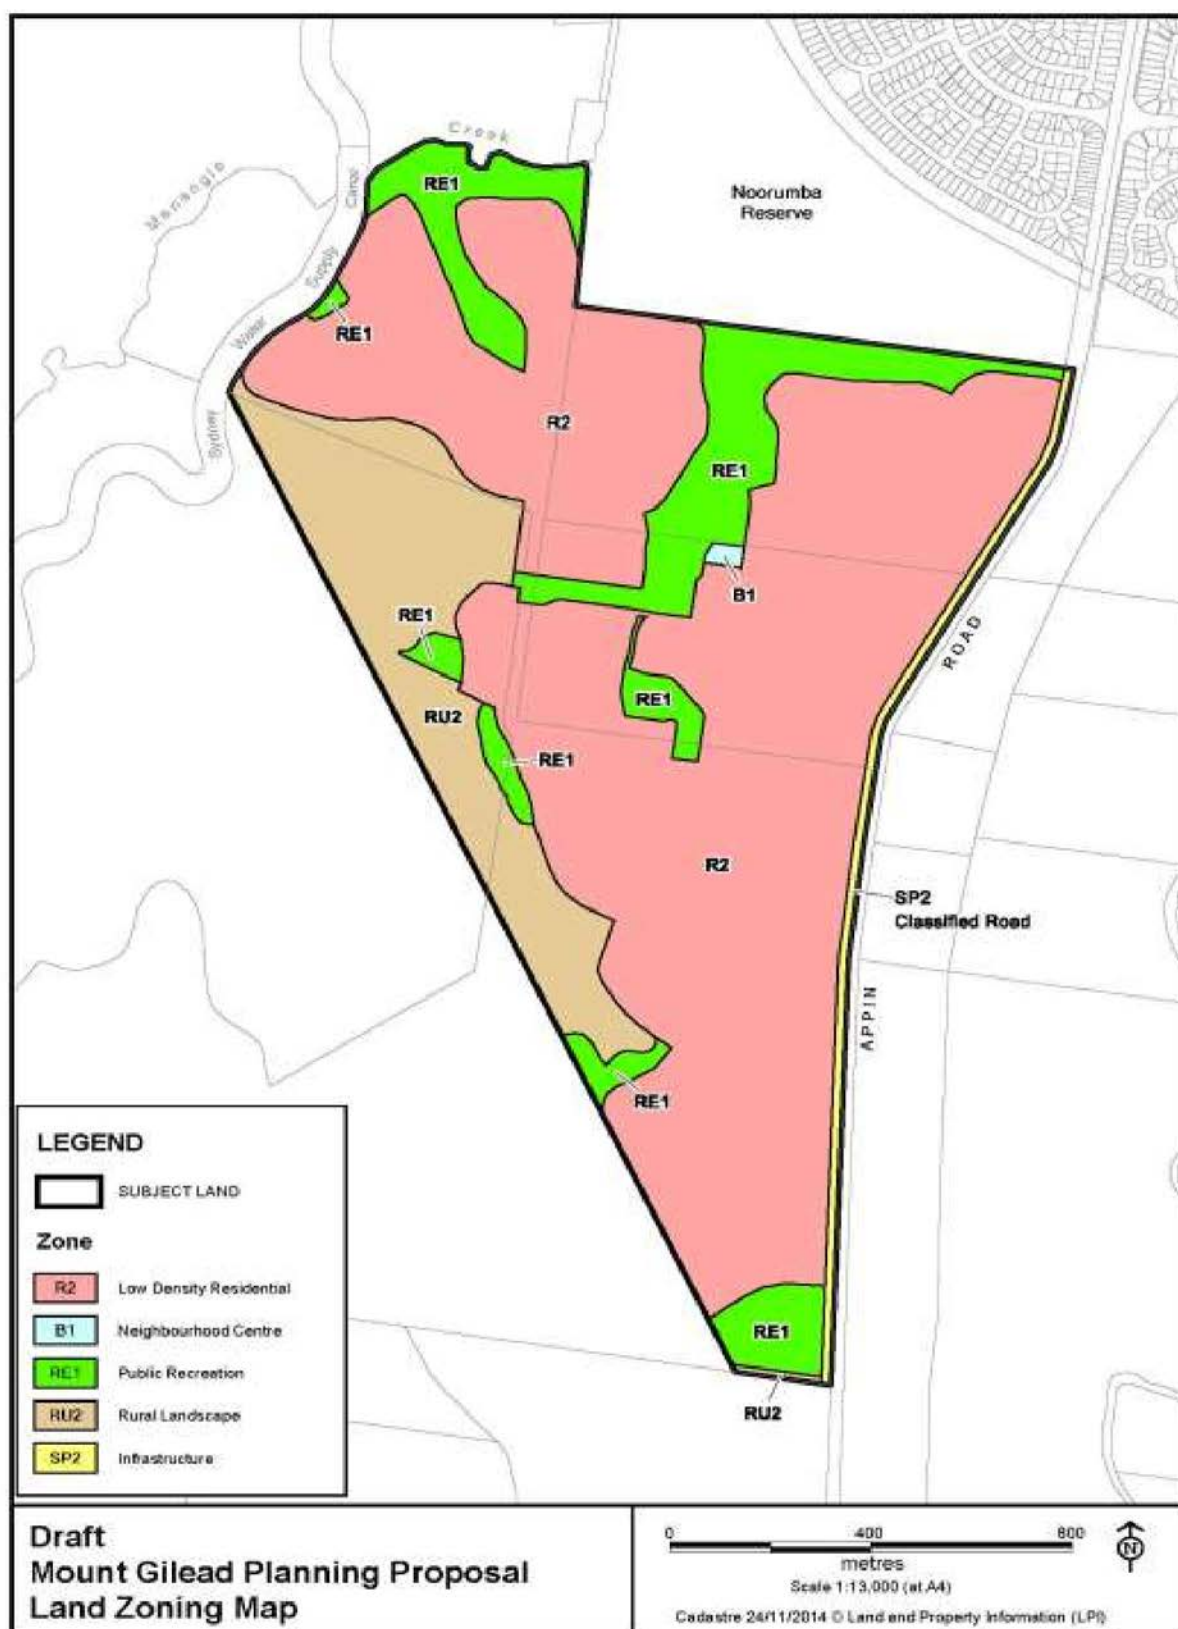 Creek
RE1
Noorumba
Reserve
Menangle
Canal
Supply
RE1
Water
R2
Sydney
RE1
B1
RE1
ROAD
RE1
RU2
RE1
R2
SP2
Classified Road
APPIN
RE1
RE1
RU2
LEGEND
SUBJECT LAND
Zone
R2 Low Density Residential
B1 Neighbourhood Centre
RE1 Public Recreation
RU2 Rural Landscape
SP2 Infrastructure
Draft
Mount Gilead Planning Proposal
Land Zoning Map
0 400 800
metres
Scale 1:13,000 (at A4)
N
Cadastre 24/11/2014 © Land and Property Information (LPI)